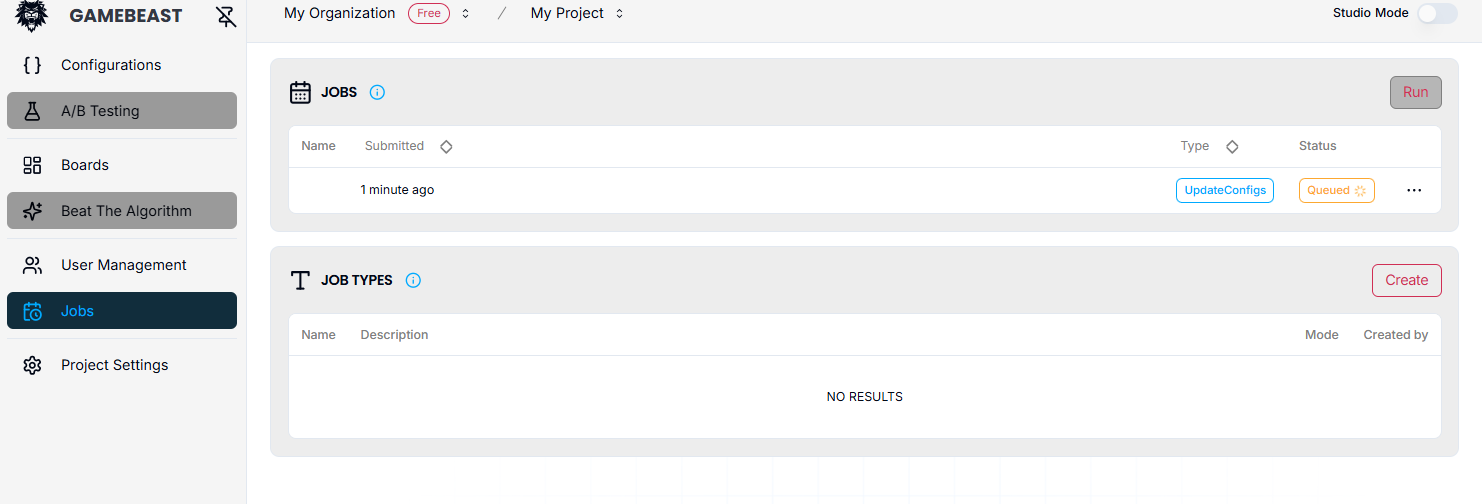 GAMEBEAST
My Organization Free / My Project
Studio Mode
Configurations
A/B Testing
Boards
Beat The Algorithm
User Management
Jobs
Project Settings
JOBS
Run
Name Submitted Type Status
1 minute ago UpdateConfigs Queued ...
JOB TYPES
Create
Name Description Mode Created by
NO RESULTS